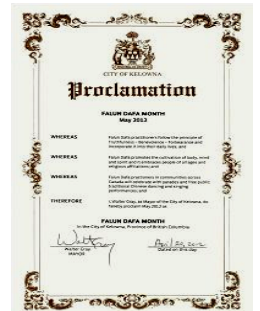 CITY OF KELOWNA
Proclamation
FALUN DAFA MONTH
May 2012
WHEREAS
Falun Dafa practitioners follow the principle of
Truthfulness – Benevolence – Forbearance and
incorporate it into their daily lives; and
WHEREAS
Falun Dafa promotes the cultivation of body, mind
and spirit and it embraces people of all ages and
religious affiliations; and
WHEREAS
Falun Dafa practitioners in communities across
Canada will celebrate with parades and free public
traditional Chinese dancing and singing
performances; and
THEREFORE
I, Walter Gray, as Mayor of the City of Kelowna, do
hereby proclaim May 2012 as
FALUN DAFA MONTH
in the City of Kelowna, Province of British Columbia
Walter Gray
MAYOR
Dated on this day